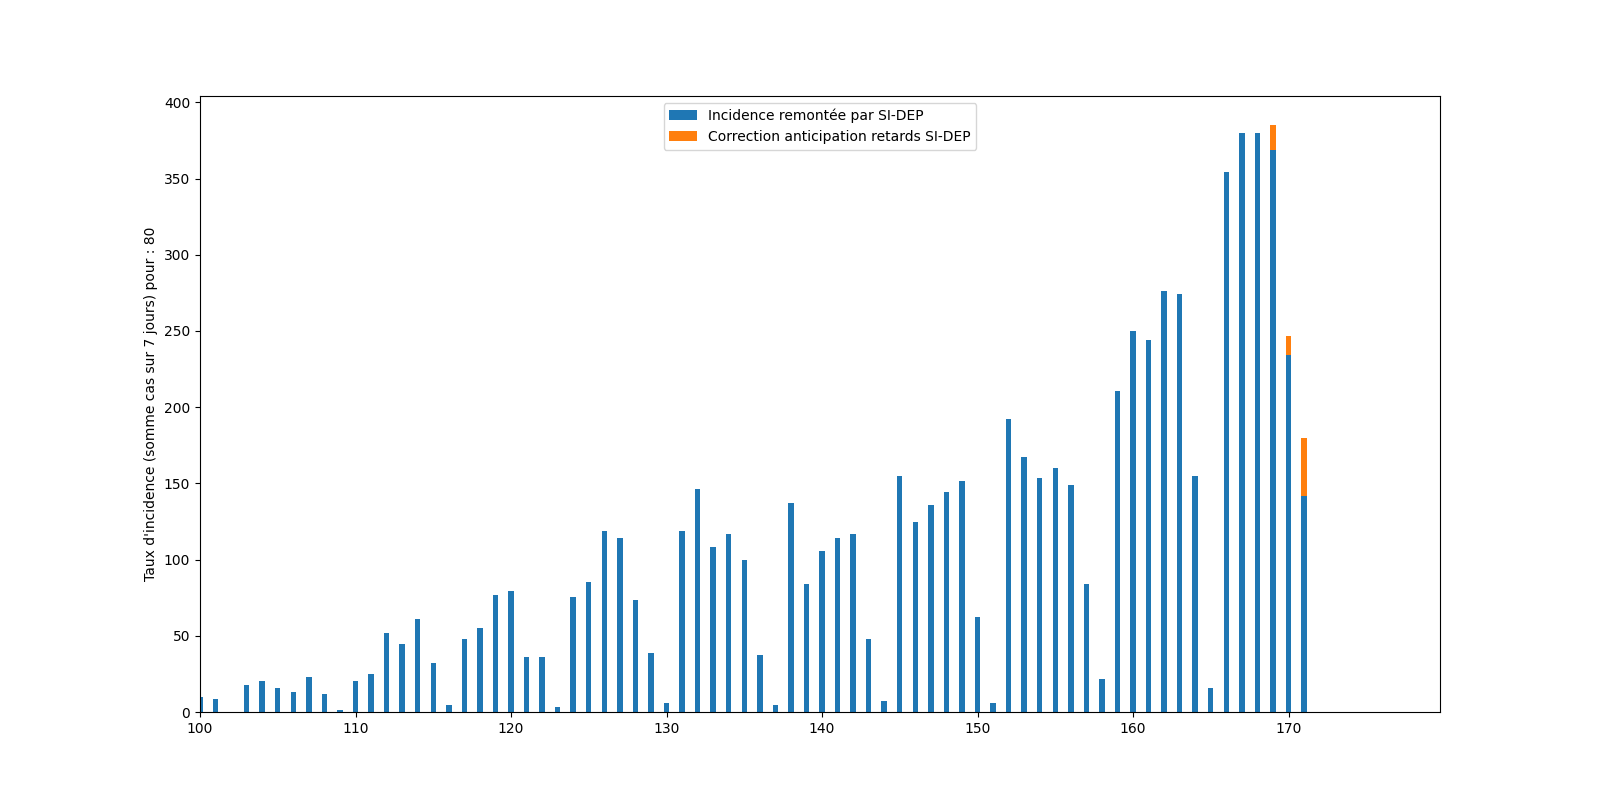 Incidence remontée par SI-DEP
Correction anticipation retards SI-DEP
Taux d'incidence (somme cas sur 7 jours) pour : 80
400
350
300
250
200
150
100
50
0
100 110 120 130 140 150 160 170